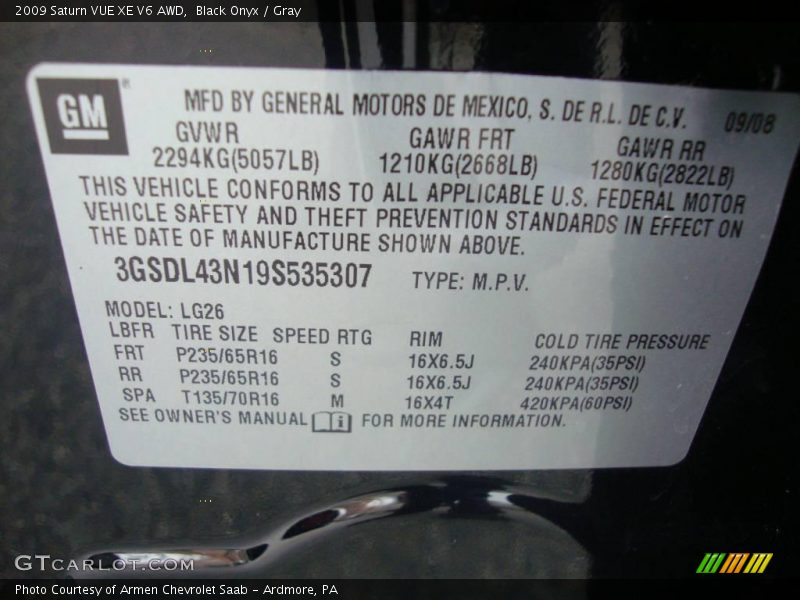 2009 Saturn VUE XE V6 AWD,  Black Onyx / Gray
GM ®
MFD BY GENERAL MOTORS DE MEXICO, S. DE R.L. DE C.V. 09/08
GVWR GAWR FRT GAWR RR
2294KG(5057LB) 1210KG(2668LB) 1280KG(2822LB)
THIS VEHICLE CONFORMS TO ALL APPLICABLE U.S. FEDERAL MOTOR
VEHICLE SAFETY AND THEFT PREVENTION STANDARDS IN EFFECT ON
THE DATE OF MANUFACTURE SHOWN ABOVE.
3GSDL43N19S535307 TYPE: M.P.V.
MODEL: LG26
LBFR TIRE SIZE SPEED RTG RIM COLD TIRE PRESSURE
FRT P235/65R16 S 16X6.5J 240KPA(35PSI)
RR P235/65R16 S 16X6.5J 240KPA(35PSI)
SPA T135/70R16 M 16X4T 420KPA(60PSI)
SEE OWNER'S MANUAL i FOR MORE INFORMATION.
GTCARLOT.COM
Photo Courtesy of Armen Chevrolet Saab - Ardmore, PA